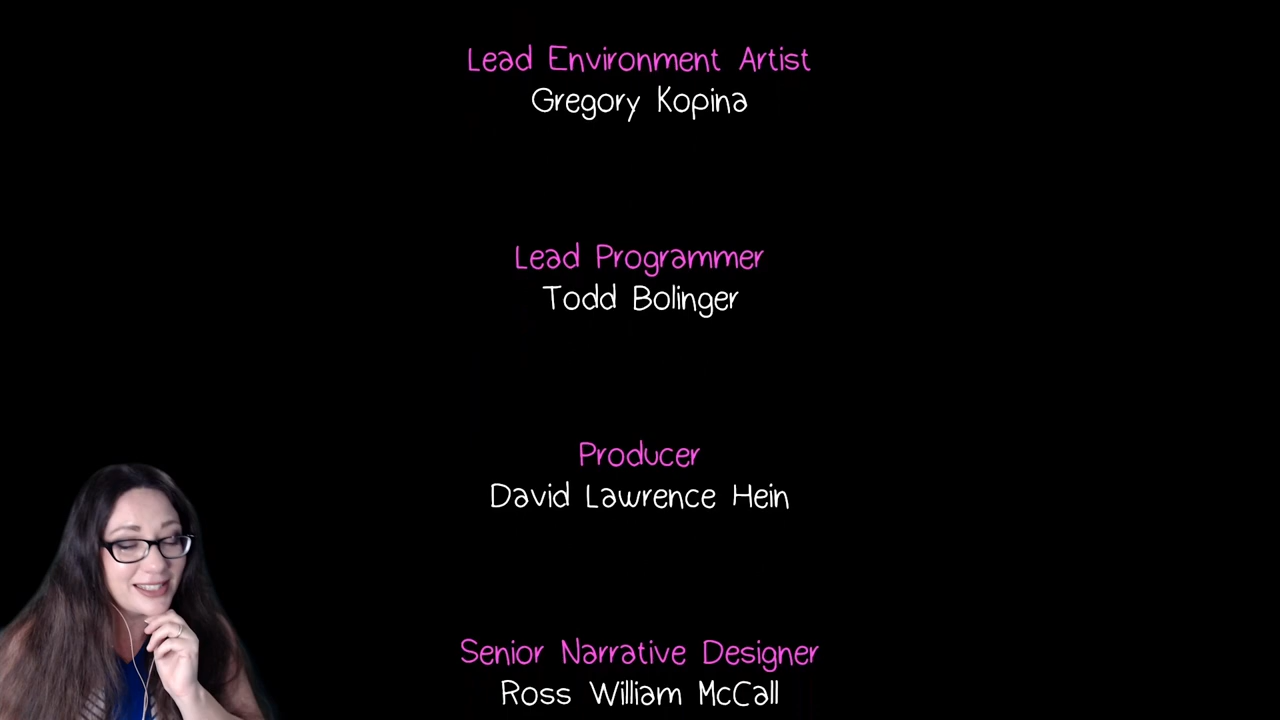 Lead Environment Artist
Gregory Kopina
Lead Programmer
Todd Bolinger
Producer
David Lawrence Hein
Senior Narrative Designer
Ross William McCall